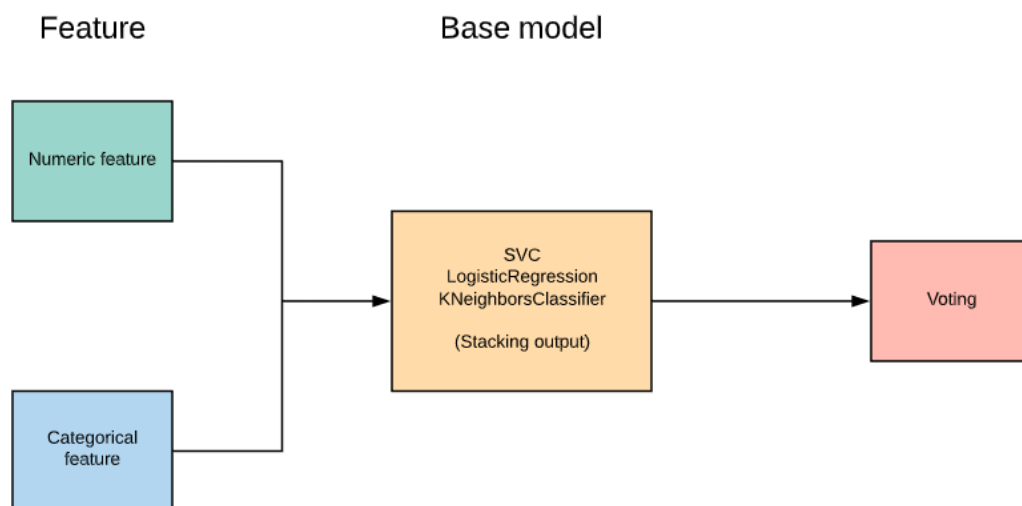 Feature
Base model
Numeric feature
SVC
LogisticRegression
KNeighborsClassifier
(Stacking output)
Voting
Categorical
feature